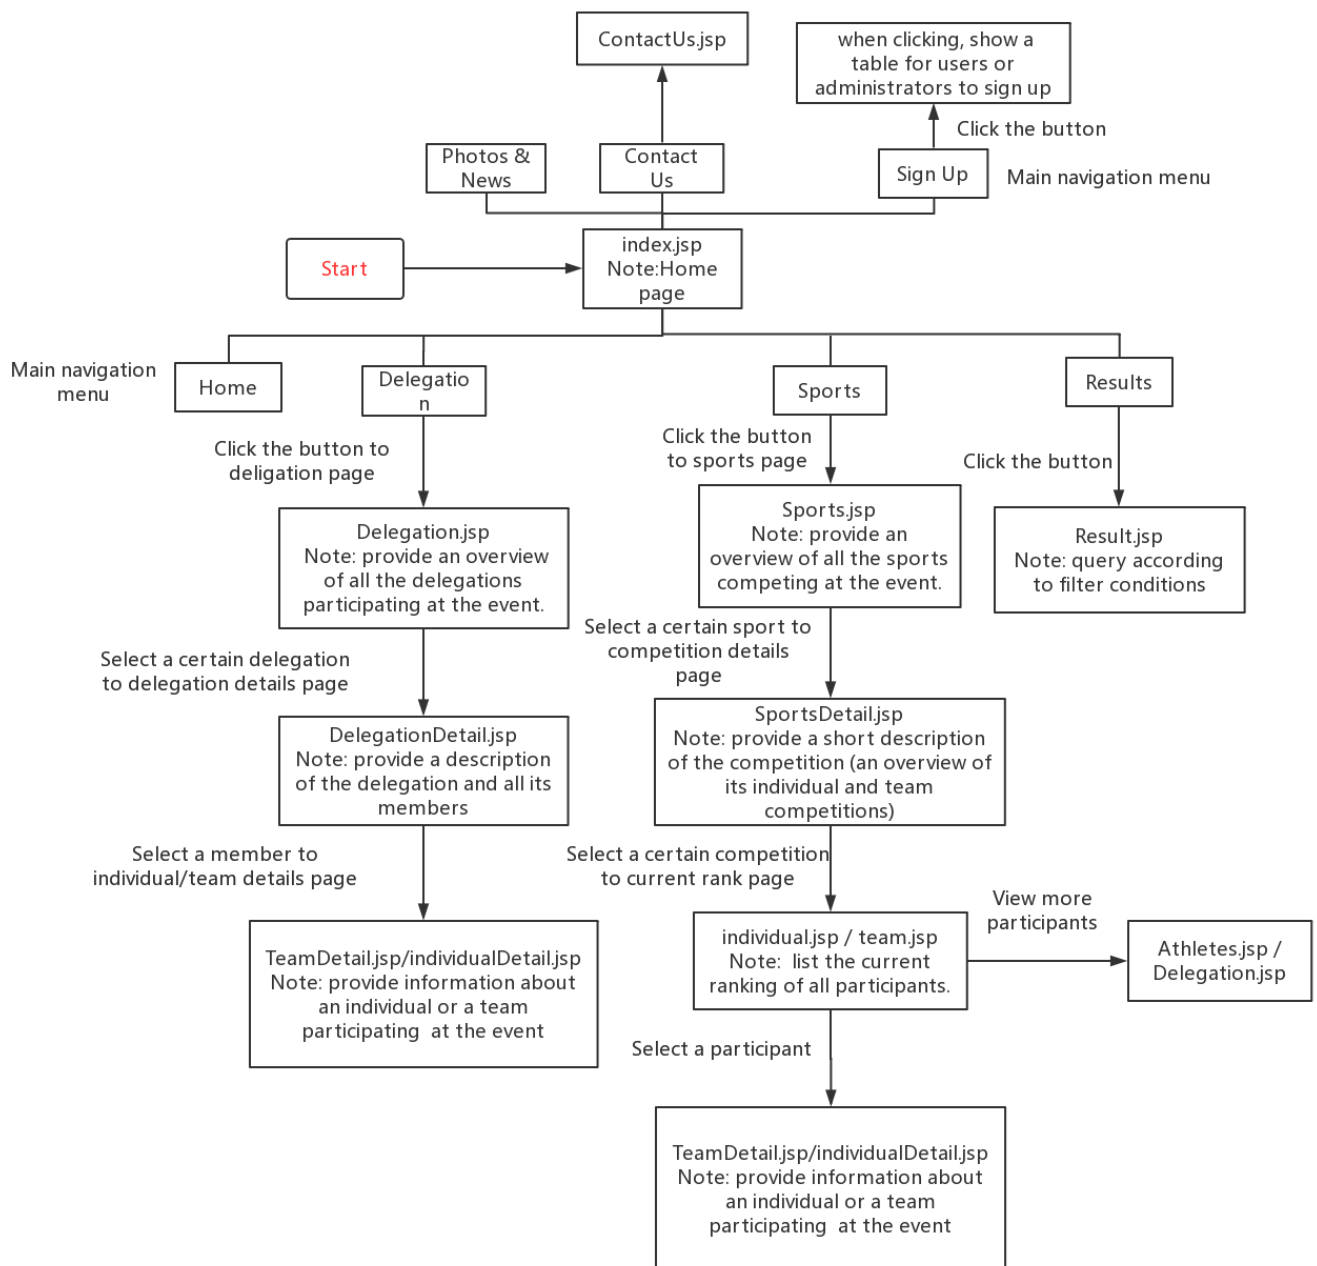 ContactUs.jsp
when clicking, show a
table for users or
administrators to sign up
Click the button
Photos &
News
Contact
Us
Sign Up
Main navigation menu
Start
index.jsp
Note:Home
page
Main navigation
menu
Home
Delegatio
n
Sports
Results
Click the button to
deligation page
Click the button
to sports page
Click the button
Delegation.jsp
Note: provide an overview
of all the delegations
participating at the event.
Sports.jsp
Note: provide an
overview of all the sports
competing at the event.
Result.jsp
Note: query according
to filter conditions
Select a certain delegation
to delegation details page
Select a certain sport to
competition details
page
DelegationDetail.jsp
Note: provide a description
of the delegation and all its
members
SportsDetail.jsp
Note: provide a short description
of the competition (an overview of
its individual and team
competitions)
Select a member to
individual/team details page
Select a certain competition
to current rank page
TeamDetail.jsp/individualDetail.jsp
Note: provide information about
an individual or a team
participating  at the event
individual.jsp / team.jsp
Note:  list the current
ranking of all participants.
View more
participants
Athletes.jsp /
Delegation.jsp
Select a participant
TeamDetail.jsp/individualDetail.jsp
Note: provide information about
an individual or a team
participating  at the event